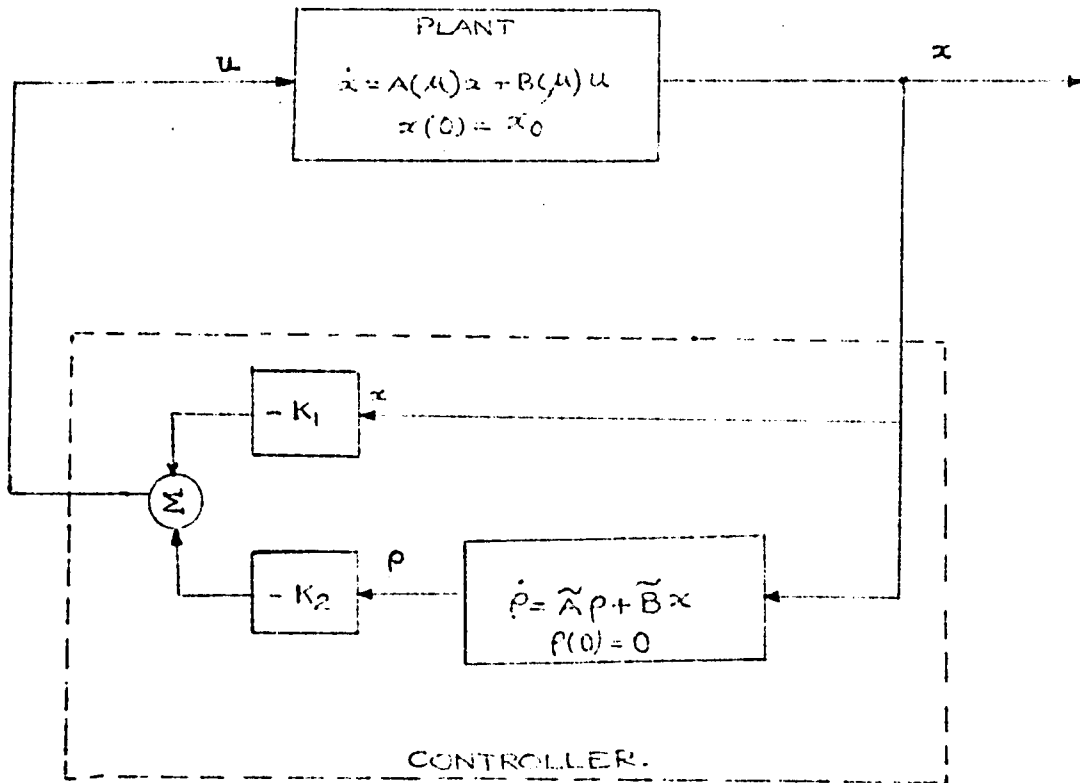 PLANT
u
ẋ = A(μ)x + B(μ)u
x(0) = x₀
x
- K₁
x
Σ
- K₂
ρ
ρ̇ = Ãρ + B̃x
ρ(0) = 0
CONTROLLER.